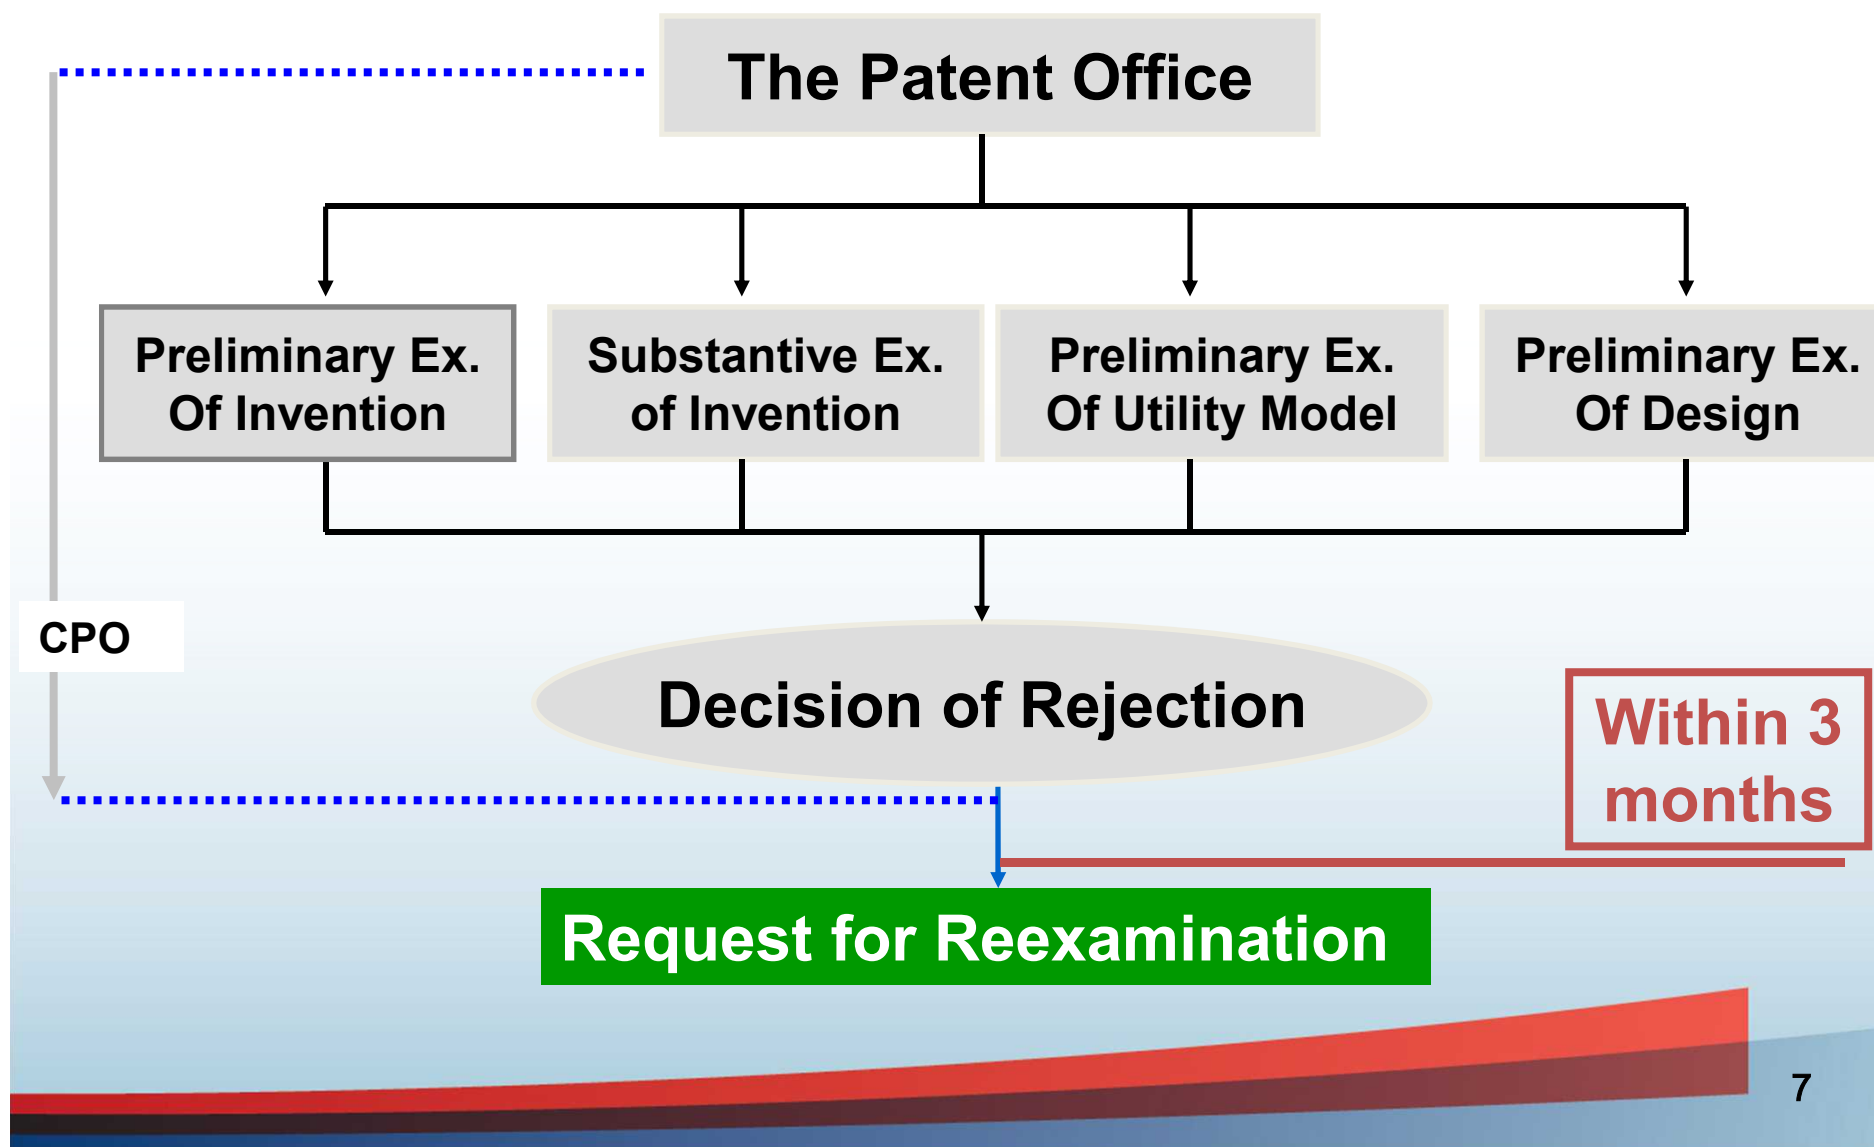 The Patent Office
Preliminary Ex.
Of Invention
Substantive Ex.
of Invention
Preliminary Ex.
Of Utility Model
Preliminary Ex.
Of Design
CPO
Decision of Rejection
Within 3
months
Request for Reexamination
7